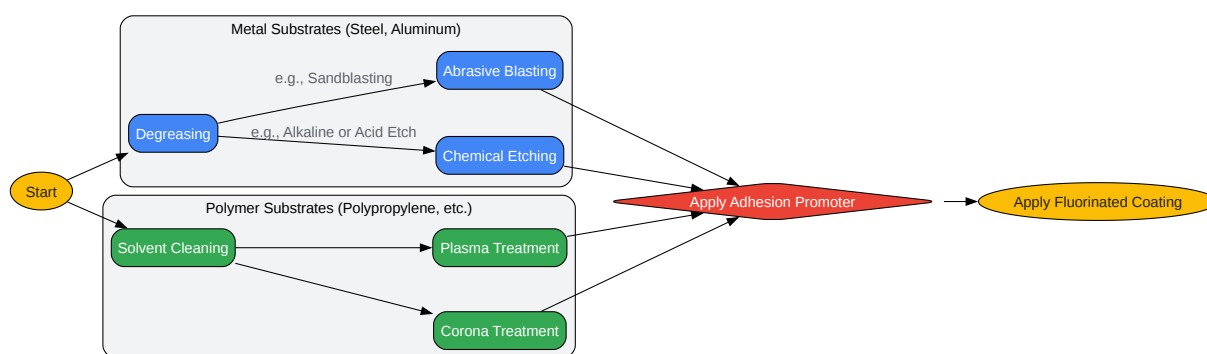 Metal Substrates (Steel, Aluminum)
e.g., Sandblasting
Abrasive Blasting
Degreasing
e.g., Alkaline or Acid Etch
Chemical Etching
Start
Apply Adhesion Promoter
Apply Fluorinated Coating
Polymer Substrates (Polypropylene, etc.)
Solvent Cleaning
Plasma Treatment
Corona Treatment